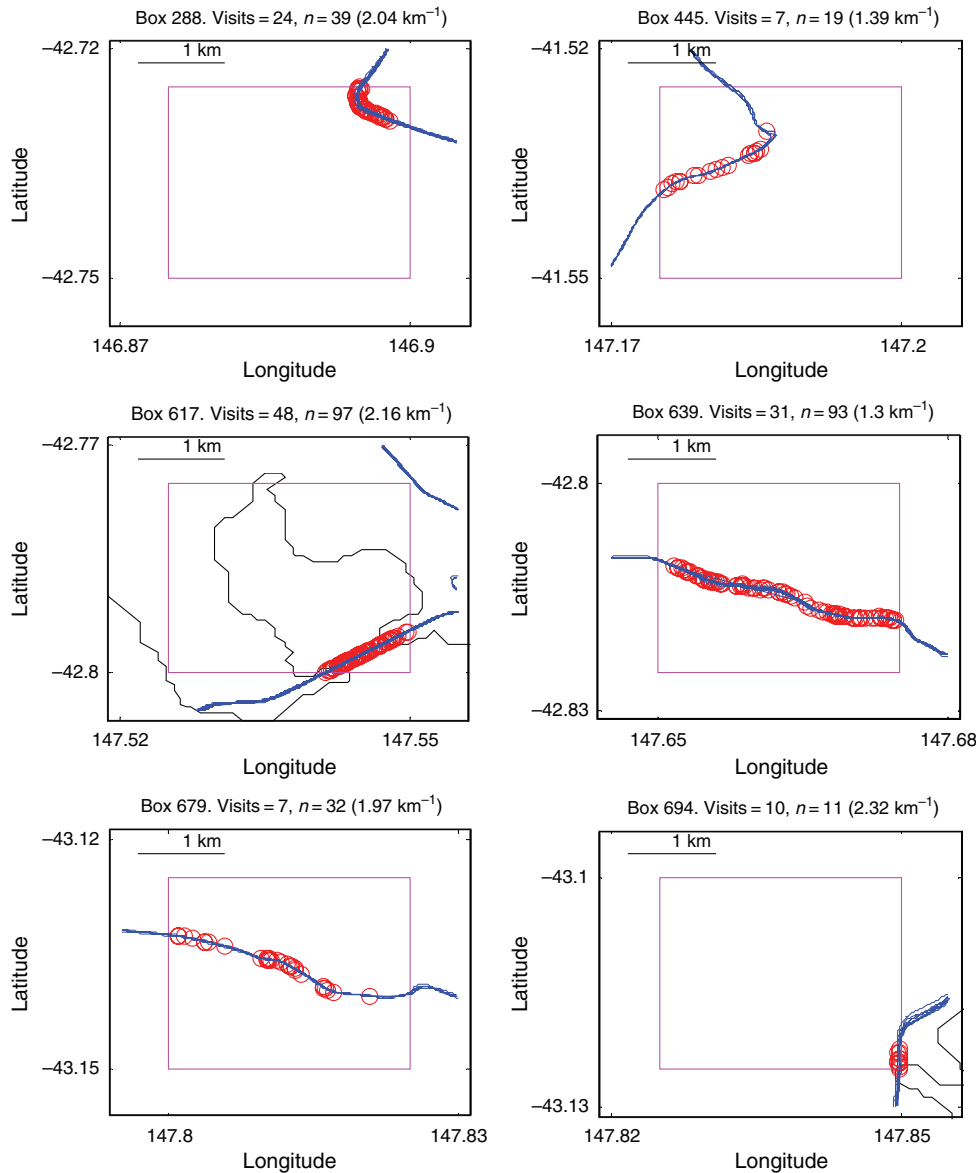 Box 288. Visits = 24, n = 39 (2.04 km⁻¹)
−42.72
1 km
Latitude
−42.75
146.87
146.9
Longitude
Box 445. Visits = 7, n = 19 (1.39 km⁻¹)
−41.52
1 km
Latitude
−41.55
147.17
147.2
Longitude
Box 617. Visits = 48, n = 97 (2.16 km⁻¹)
−42.77
1 km
Latitude
−42.8
147.52
147.55
Longitude
Box 639. Visits = 31, n = 93 (1.3 km⁻¹)
1 km
−42.8
Latitude
−42.83
147.65
147.68
Longitude
Box 679. Visits = 7, n = 32 (1.97 km⁻¹)
−43.12
1 km
Latitude
−43.15
147.8
147.83
Longitude
Box 694. Visits = 10, n = 11 (2.32 km⁻¹)
1 km
−43.1
Latitude
−43.13
147.82
147.85
Longitude